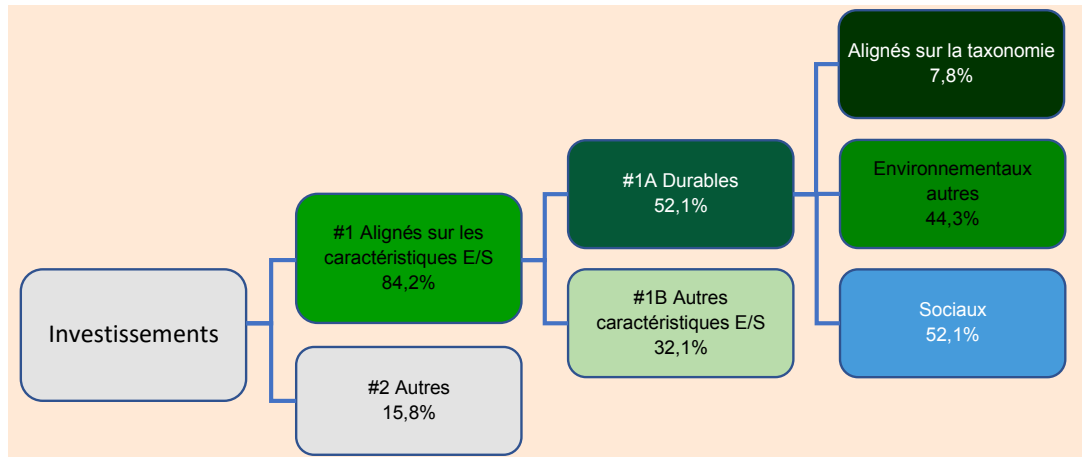 Investissements
#1 Alignés sur les
caractéristiques E/S
84,2%
#2 Autres
15,8%
#1A Durables
52,1%
#1B Autres
caractéristiques E/S
32,1%
Alignés sur la taxonomie
7,8%
Environnementaux
autres
44,3%
Sociaux
52,1%